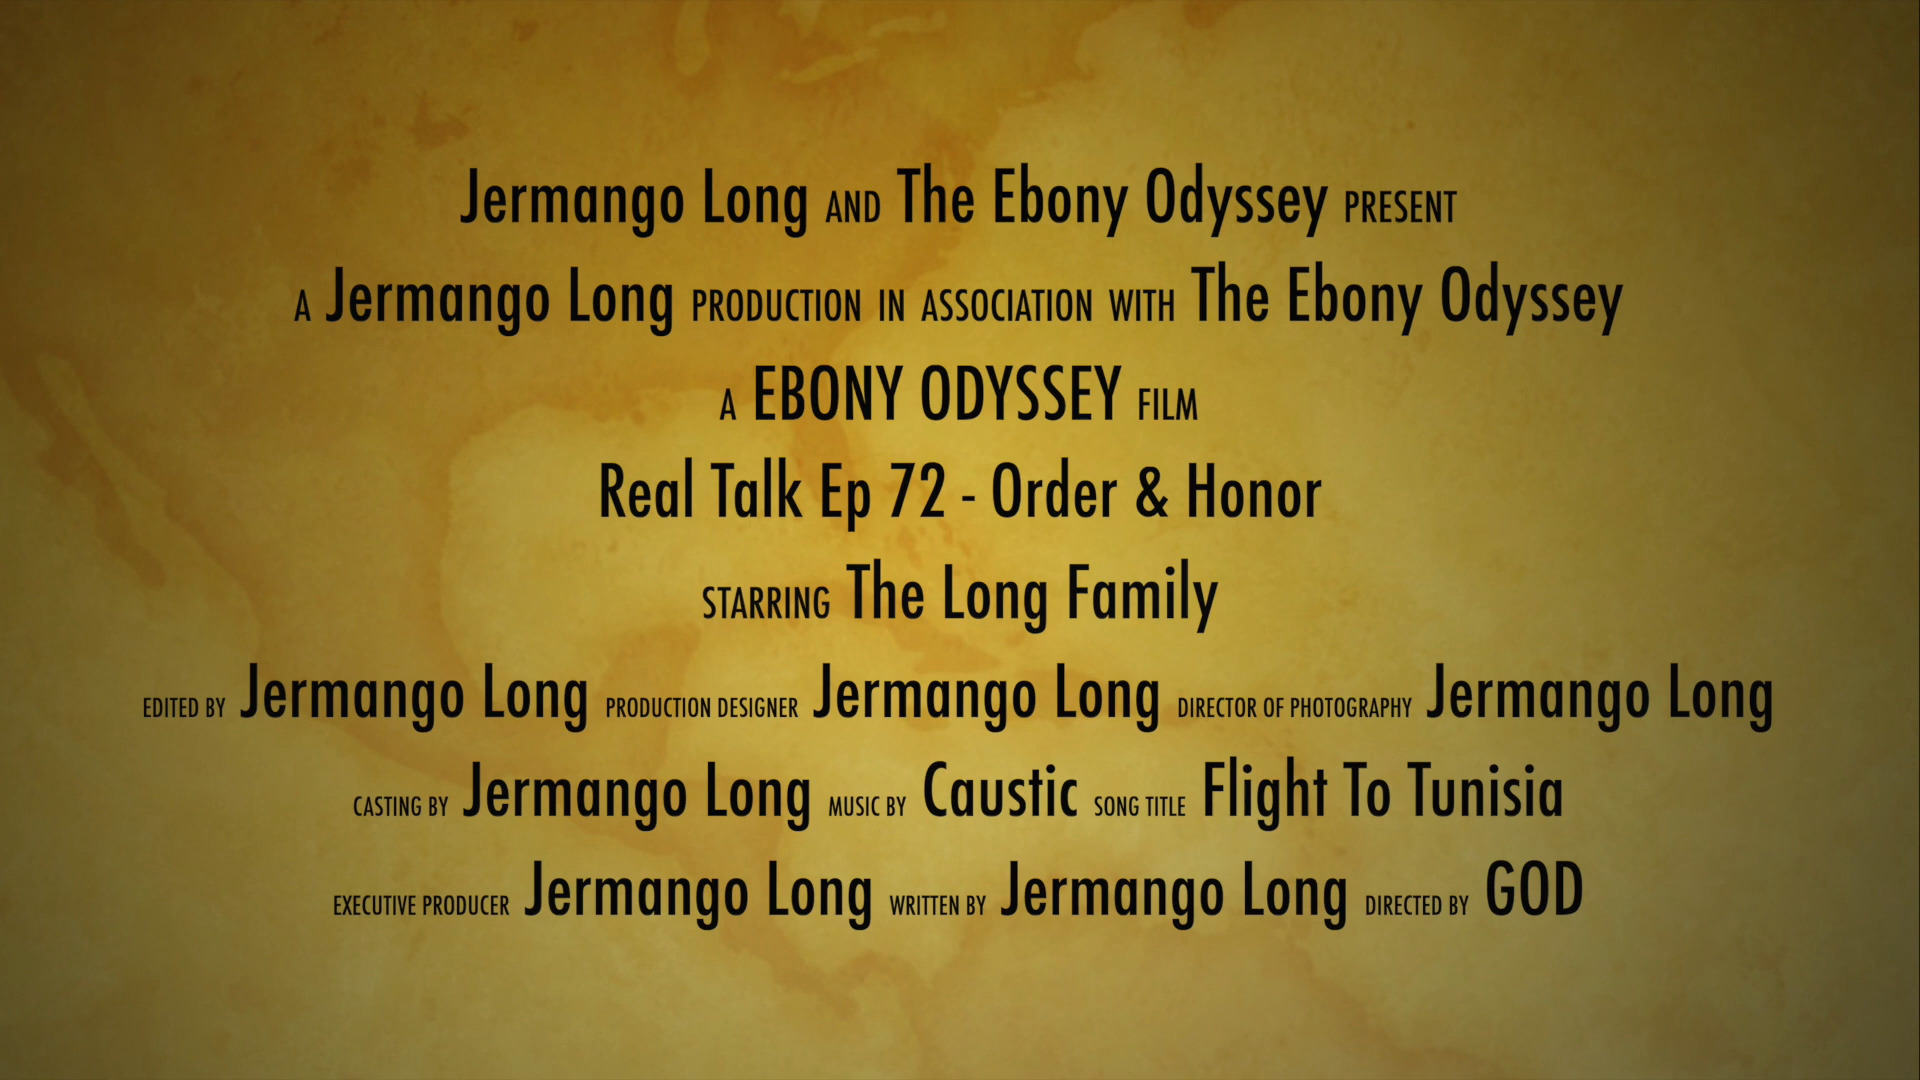 Jermango Long AND The Ebony Odyssey PRESENT
A Jermango Long PRODUCTION IN ASSOCIATION WITH The Ebony Odyssey
A EBONY ODYSSEY FILM
Real Talk Ep 72 - Order & Honor
STARRING The Long Family
EDITED BY Jermango Long PRODUCTION DESIGNER Jermango Long DIRECTOR OF PHOTOGRAPHY Jermango Long
CASTING BY Jermango Long MUSIC BY Caustic SONG TITLE Flight To Tunisia
EXECUTIVE PRODUCER Jermango Long WRITTEN BY Jermango Long DIRECTED BY GOD